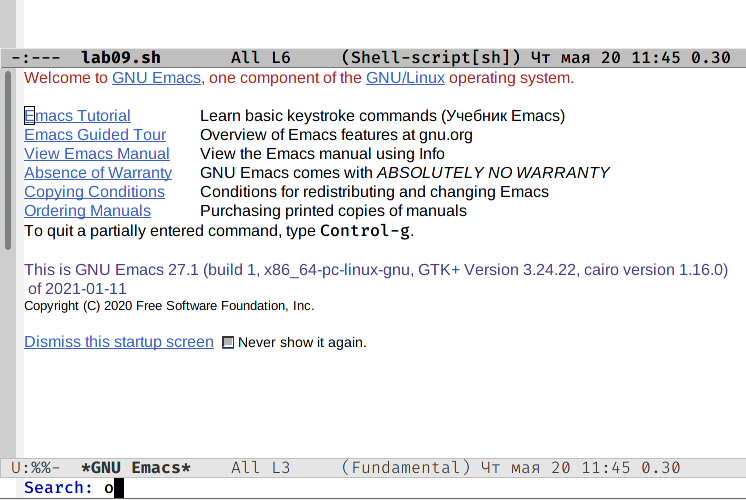 -:--- lab09.sh All L6 (Shell-script[sh]) Чт мая 20 11:45 0.30
Welcome to GNU Emacs, one component of the GNU/Linux operating system.
Emacs Tutorial Learn basic keystroke commands (Учебник Emacs)
Emacs Guided Tour Overview of Emacs features at gnu.org
View Emacs Manual View the Emacs manual using Info
Absence of Warranty GNU Emacs comes with ABSOLUTELY NO WARRANTY
Copying Conditions Conditions for redistributing and changing Emacs
Ordering Manuals Purchasing printed copies of manuals
To quit a partially entered command, type Control-g.
This is GNU Emacs 27.1 (build 1, x86_64-pc-linux-gnu, GTK+ Version 3.24.22, cairo version 1.16.0)
of 2021-01-11
Copyright (C) 2020 Free Software Foundation, Inc.
Dismiss this startup screen Never show it again.
U:%%- *GNU Emacs* All L3 (Fundamental) Чт мая 20 11:45 0.30
Search: o